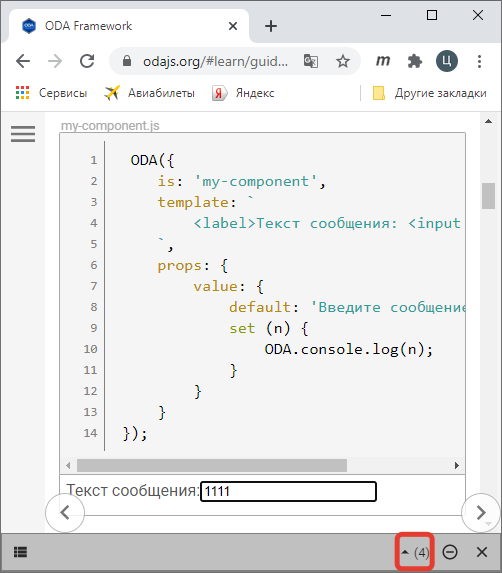 ODA Framework
odajs.org/#learn/guid...
m
Ц
Сервисы
Авиабилеты
Я
Яндекс
Другие закладки
my-component.js
1 ODA({
2 is: 'my-component',
3 template: `
4 <label>Текст сообщения: <input
5 `,
6 props: {
7 value: {
8 default: 'Введите сообщение
9 set (n) {
10 ODA.console.log(n);
11 }
12 }
13 }
14 });
Текст сообщения: 1111
(4)